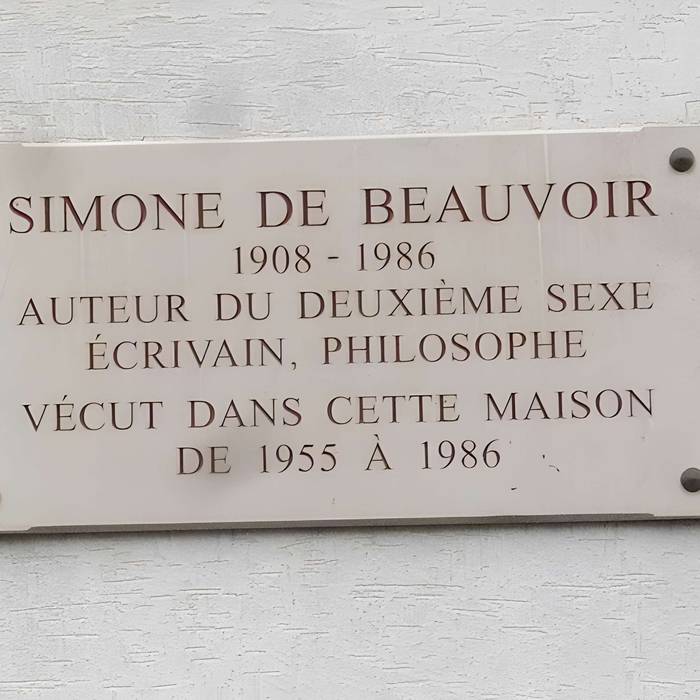 SIMONE DE BEAUVOIR
1908 - 1986
AUTEUR DU DEUXIÈME SEXE
ÉCRIVAIN, PHILOSOPHE
VÉCUT DANS CETTE MAISON
DE 1955 À 1986